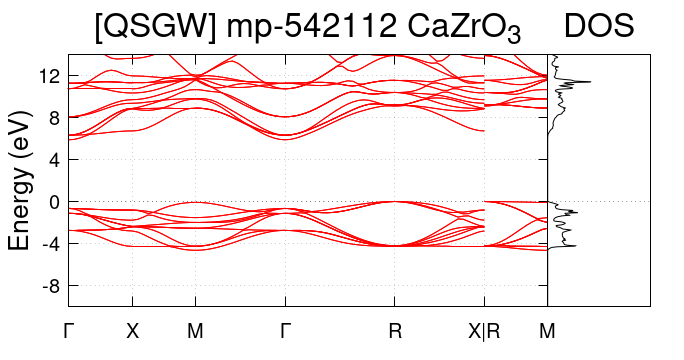 [QSGW] mp-542112 CaZrO3 DOS
Energy (eV)
12
8
4
0
-4
-8
Γ X M Γ R X|R M